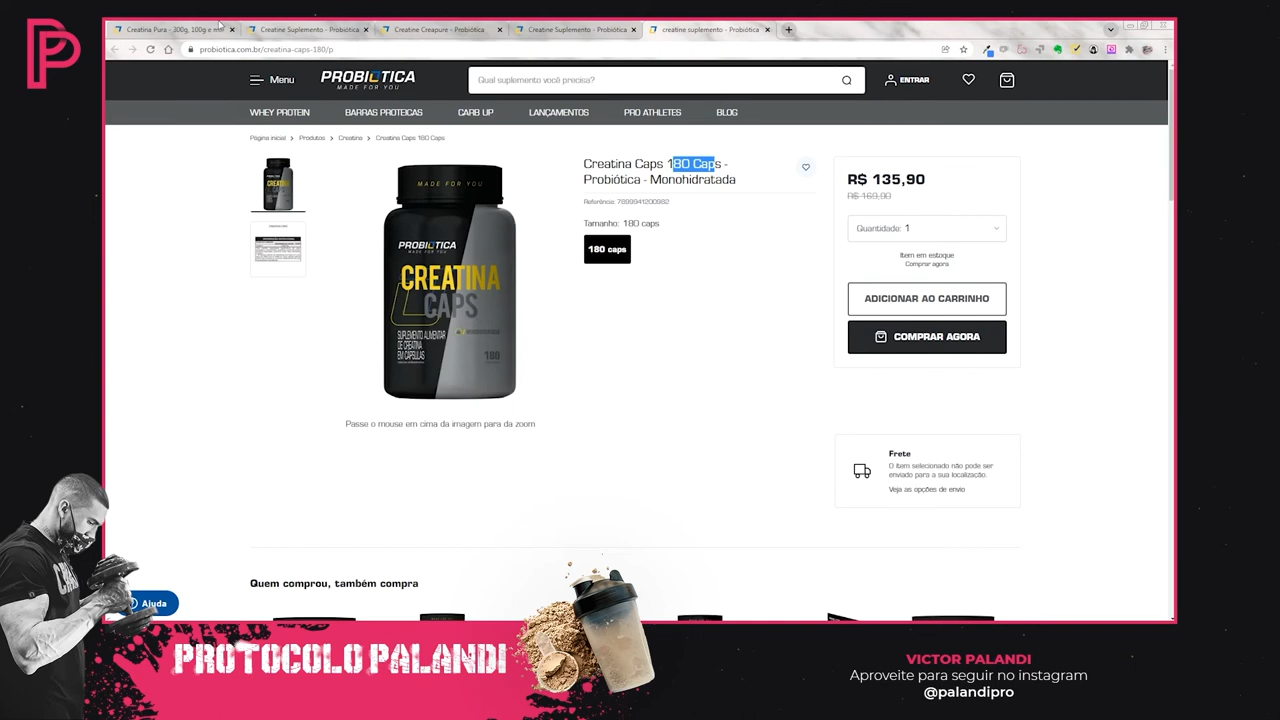 Creatina Pura - 300g, 100g e m
Creatine Suplemento - Probiótica
Creatine Creapure - Probiótica
Creatine Suplemento - Probiótica
creatine suplemento - Probiótica
probiotica.com.br/creatina-caps-180/p
Menu
PROBIOTICA
MADE FOR YOU
Qual suplemento você precisa?
ENTRAR
WHEY PROTEIN
BARRAS PROTEICAS
CARB UP
LANÇAMENTOS
PRO ATHLETES
BLOG
Página inicial > Produtos > Creatina > Creatina Caps 180 Caps
Creatina Caps 180 Caps -
Probiótica - Monohidratada
Referência: 7899941200982
Tamanho: 180 caps
180 caps
R$ 135,90
R$ 169,90
Quantidade: 1
Item em estoque
Comprar agora
ADICIONAR AO CARRINHO
COMPRAR AGORA
MADE FOR YOU
PROBIOTICA
MADE FOR YOU
CREATINA
CAPS
SUPLEMENTO ALIMENTAR
DE CREATINA
EM CÁPSULAS
180
Passe o mouse em cima da imagem para da zoom
Frete
O item selecionado não pode ser
enviado para a sua localização.
Veja as opções de envio
Quem comprou, também compra
Ajuda
PROTOCOLO PALANDI
VICTOR PALANDI
Aproveite para seguir no instagram
@palandipro